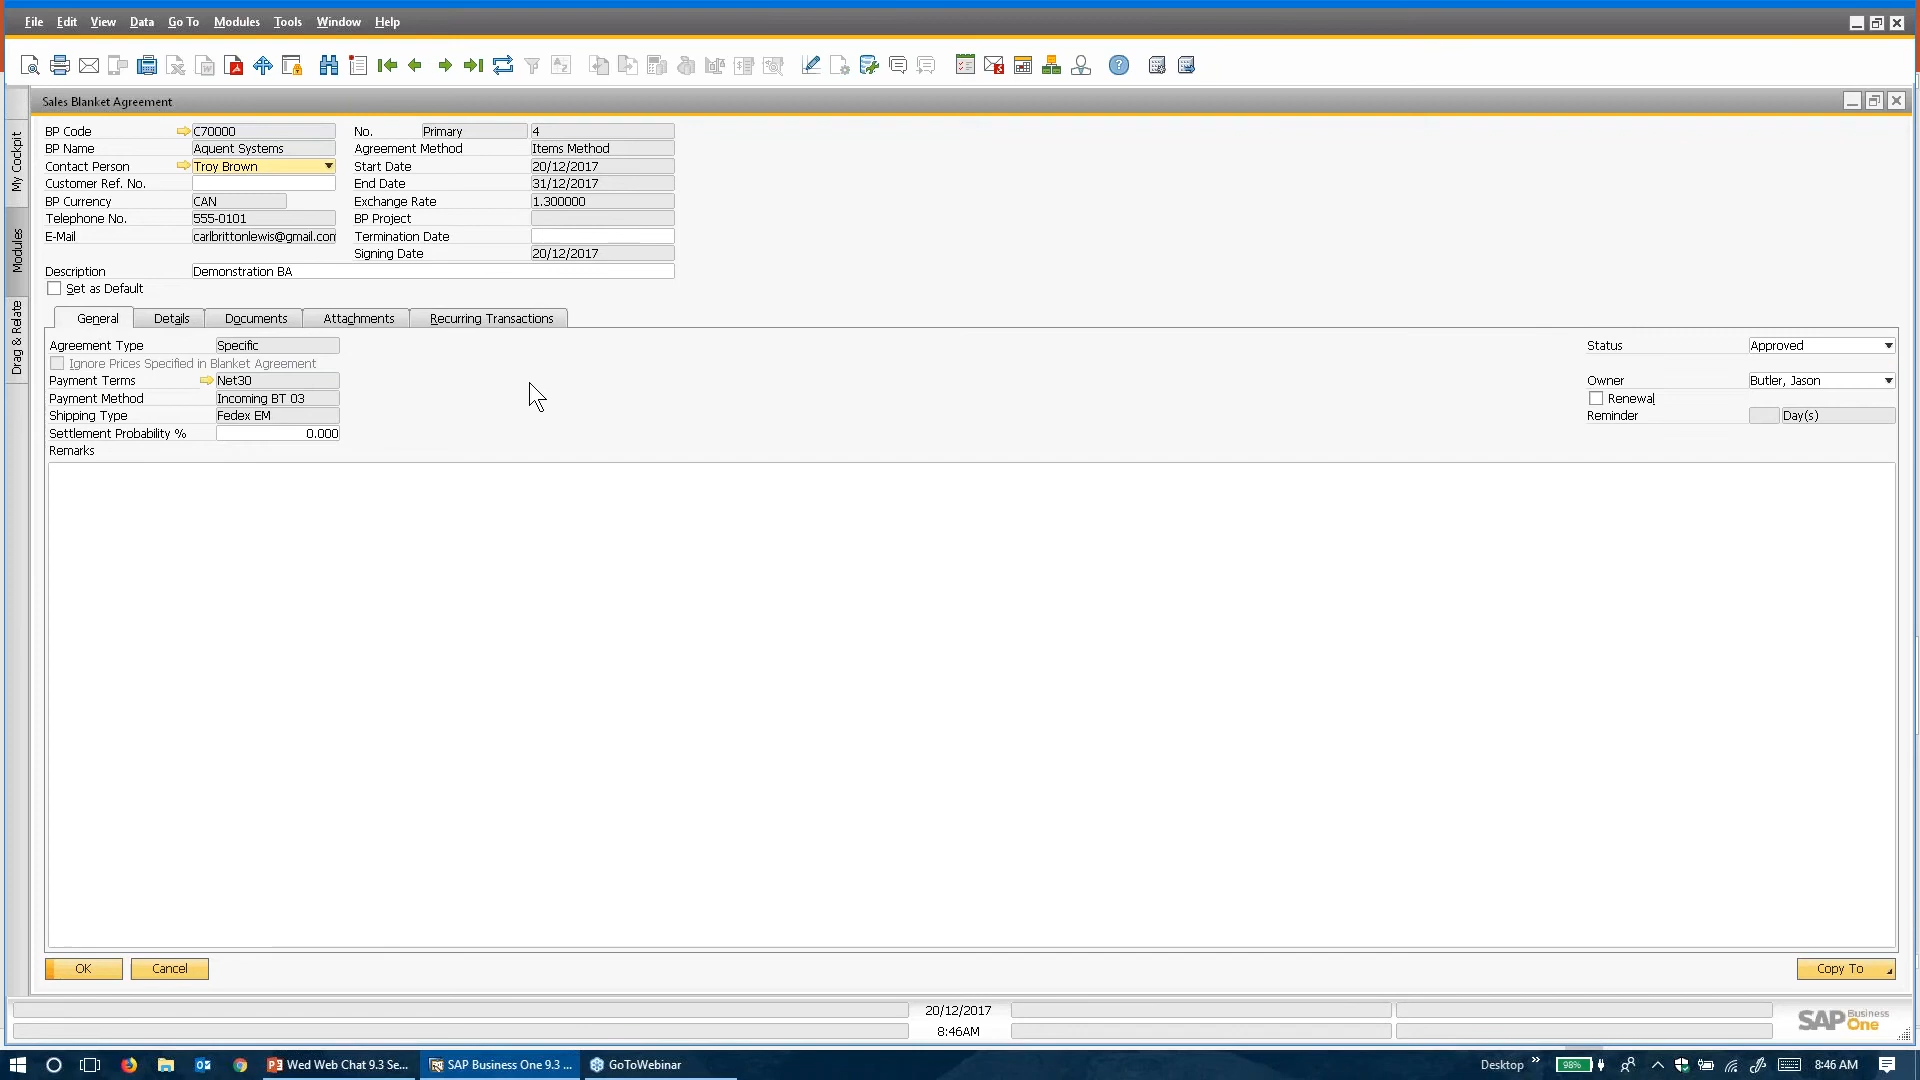 File Edit View Data Go To Modules Tools Window Help
Sales Blanket Agreement
My Cockpit
Modules
Drag & Relate
BP Code C70000 No. Primary 4
BP Name Aquent Systems Agreement Method Items Method
Contact Person Troy Brown Start Date 20/12/2017
Customer Ref. No. End Date 31/12/2017
BP Currency CAN Exchange Rate 1.300000
Telephone No. 555-0101 BP Project
E-Mail carlbrittonlewis@gmail.con Termination Date
Signing Date 20/12/2017
Description Demonstration BA
Set as Default
General Details Documents Attachments Recurring Transactions
Agreement Type Specific Status Approved
Ignore Prices Specified in Blanket Agreement
Payment Terms Net30 Owner Butler, Jason
Payment Method Incoming BT 03 Renewal
Shipping Type Fedex EM Reminder Day(s)
Settlement Probability % 0.000
Remarks
OK Cancel Copy To
20/12/2017
8:46AM
SAP Business One
Wed Web Chat 9.3 Se... SAP Business One 9.3 ... GoToWebinar Desktop 98% 8:46 AM